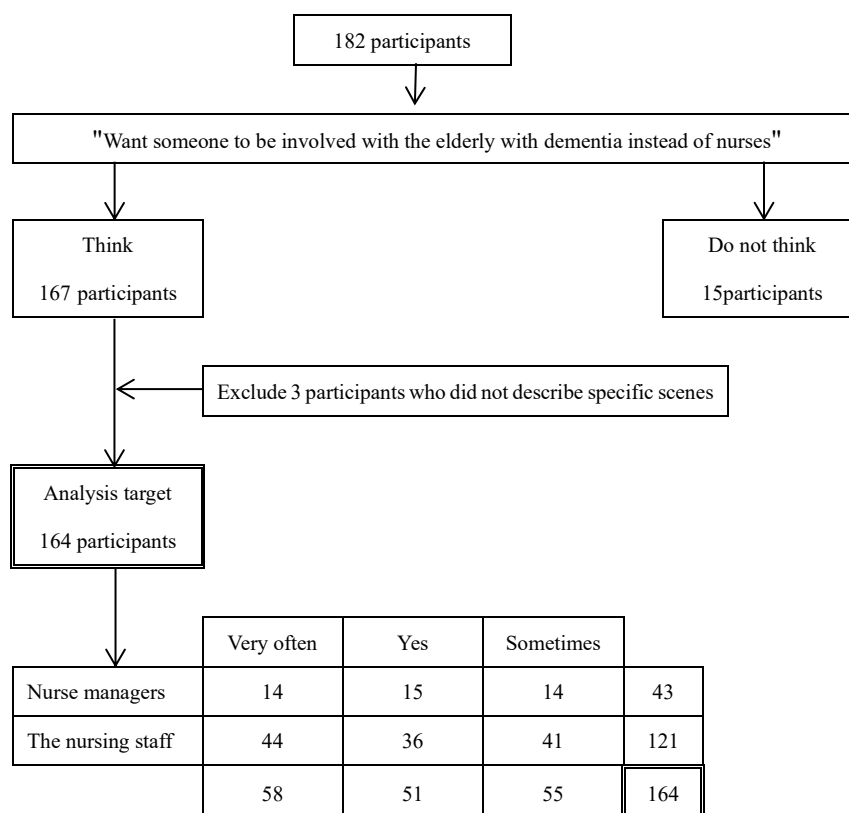 182 participants
"Want someone to be involved with the elderly with dementia instead of nurses"
Think
167 participants
Do not think
15participants
Exclude 3 participants who did not describe specific scenes
Analysis target
164 participants
Very often Yes Sometimes
Nurse managers 14 15 14 43
The nursing staff 44 36 41 121
58 51 55 164